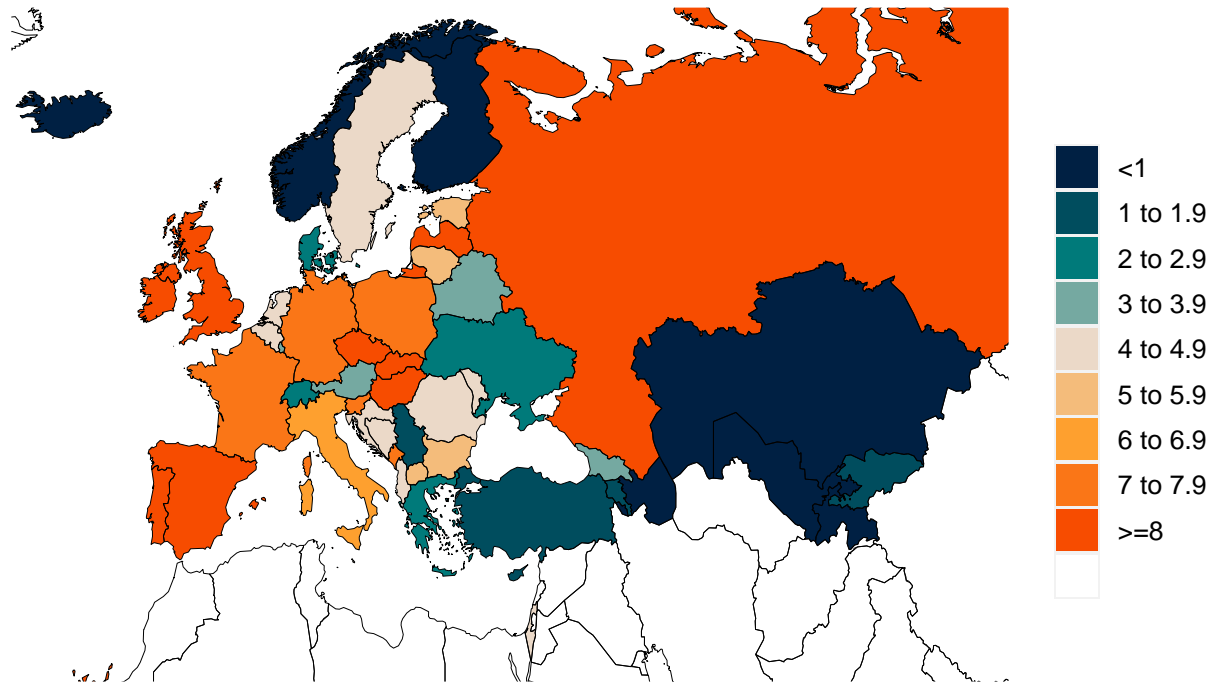 <1
1 to 1.9
2 to 2.9
3 to 3.9
4 to 4.9
5 to 5.9
6 to 6.9
7 to 7.9
>=8